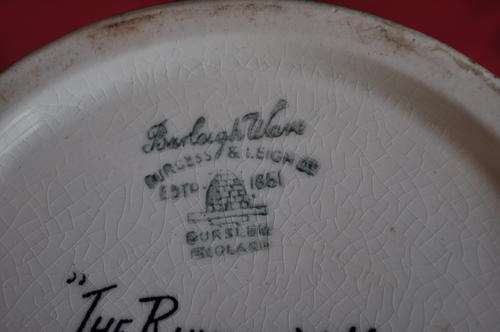 Burleigh Ware
BURGESS & LEIGH LTD
ESTD. 1851
BURSLEM
ENGLAND
"THE